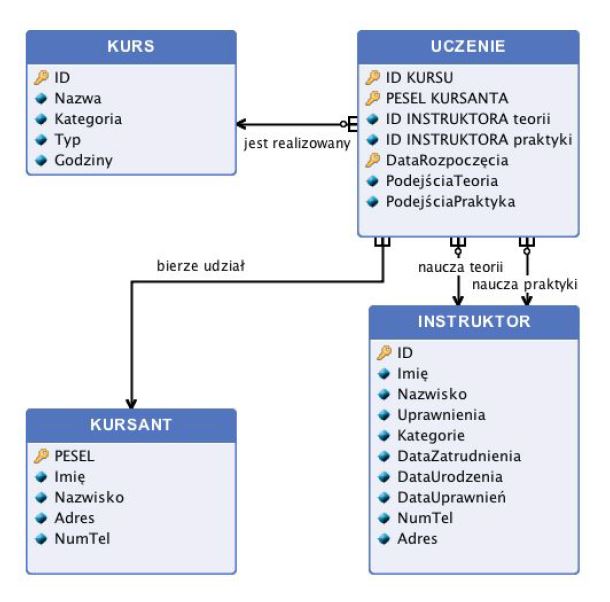 KURS
ID
Nazwa
Kategoria
Typ
Godziny
UCZENIE
ID KURSU
PESEL KURSANTA
ID INSTRUKTORA teorii
ID INSTRUKTORA praktyki
DataRozpoczęcia
PodejściaTeoria
PodejściaPraktyka
jest realizowany
bierze udział
naucza teorii
naucza praktyki
INSTRUKTOR
ID
Imię
Nazwisko
Uprawnienia
Kategorie
DataZatrudnienia
DataUrodzenia
DataUprawnień
NumTel
Adres
KURSANT
PESEL
Imię
Nazwisko
Adres
NumTel